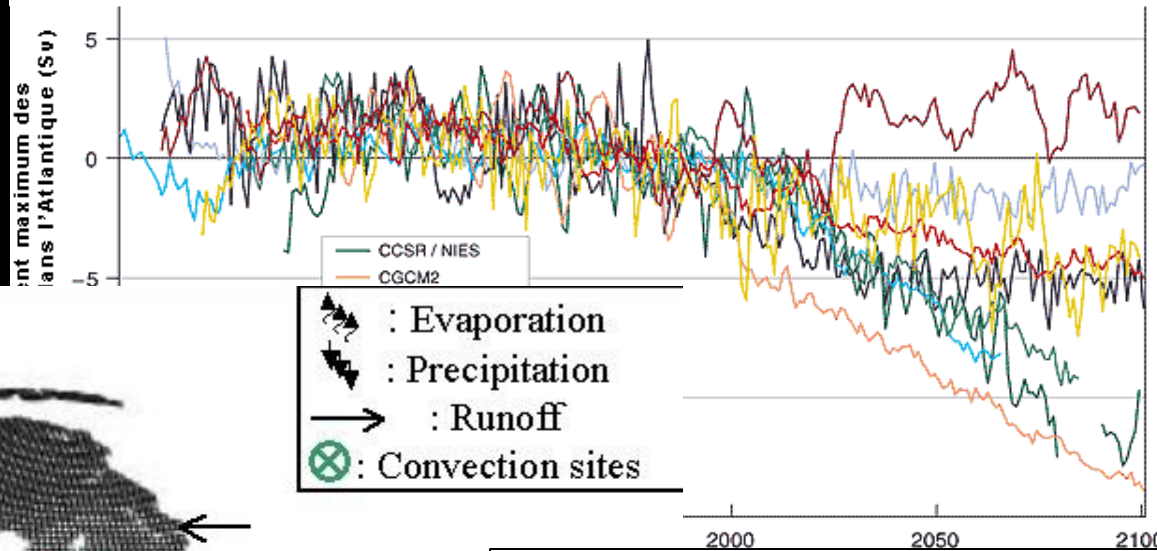 ent maximum des
lans l'Atlantique (Sv)
5
0
−5
CCSR / NIES
CGCM2
: Evaporation
: Precipitation
: Runoff
: Convection sites
2000
2050
2100